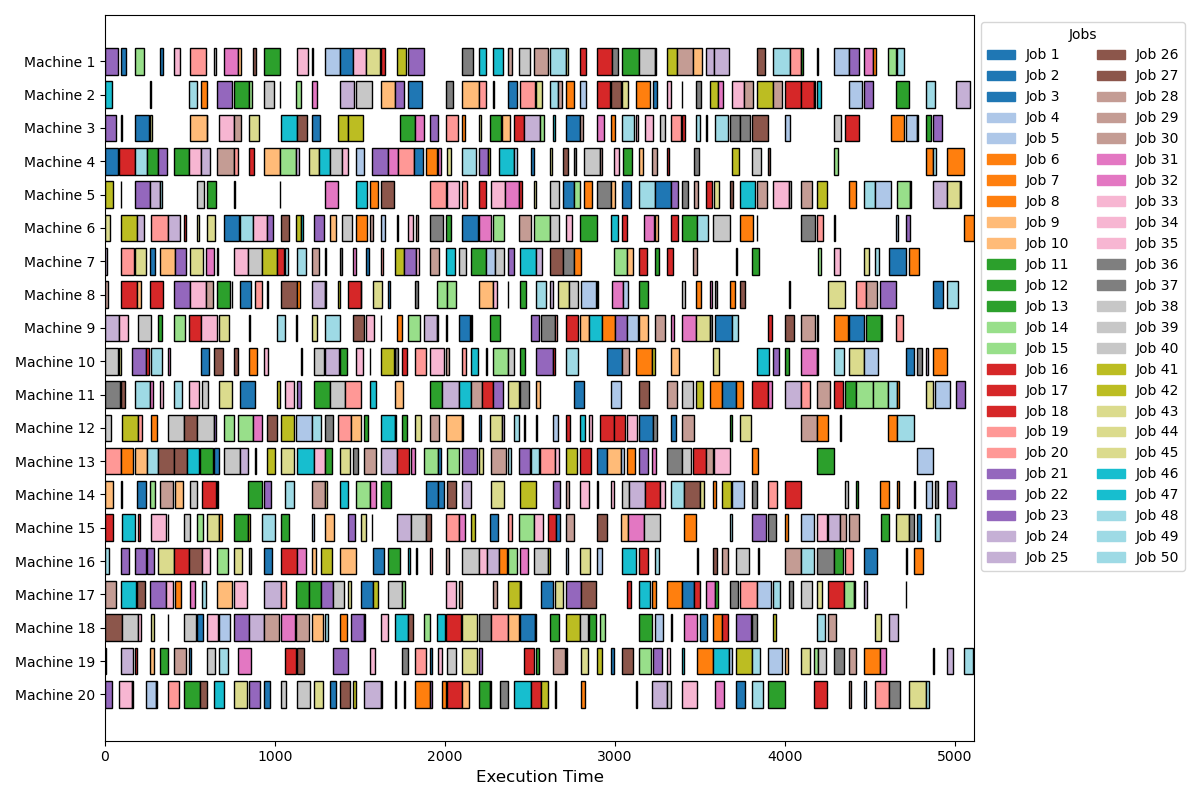 Machine 1
Machine 2
Machine 3
Machine 4
Machine 5
Machine 6
Machine 7
Machine 8
Machine 9
Machine 10
Machine 11
Machine 12
Machine 13
Machine 14
Machine 15
Machine 16
Machine 17
Machine 18
Machine 19
Machine 20
0 1000 2000 3000 4000 5000
Execution Time
Jobs
Job 1
Job 2
Job 3
Job 4
Job 5
Job 6
Job 7
Job 8
Job 9
Job 10
Job 11
Job 12
Job 13
Job 14
Job 15
Job 16
Job 17
Job 18
Job 19
Job 20
Job 21
Job 22
Job 23
Job 24
Job 25
Job 26
Job 27
Job 28
Job 29
Job 30
Job 31
Job 32
Job 33
Job 34
Job 35
Job 36
Job 37
Job 38
Job 39
Job 40
Job 41
Job 42
Job 43
Job 44
Job 45
Job 46
Job 47
Job 48
Job 49
Job 50